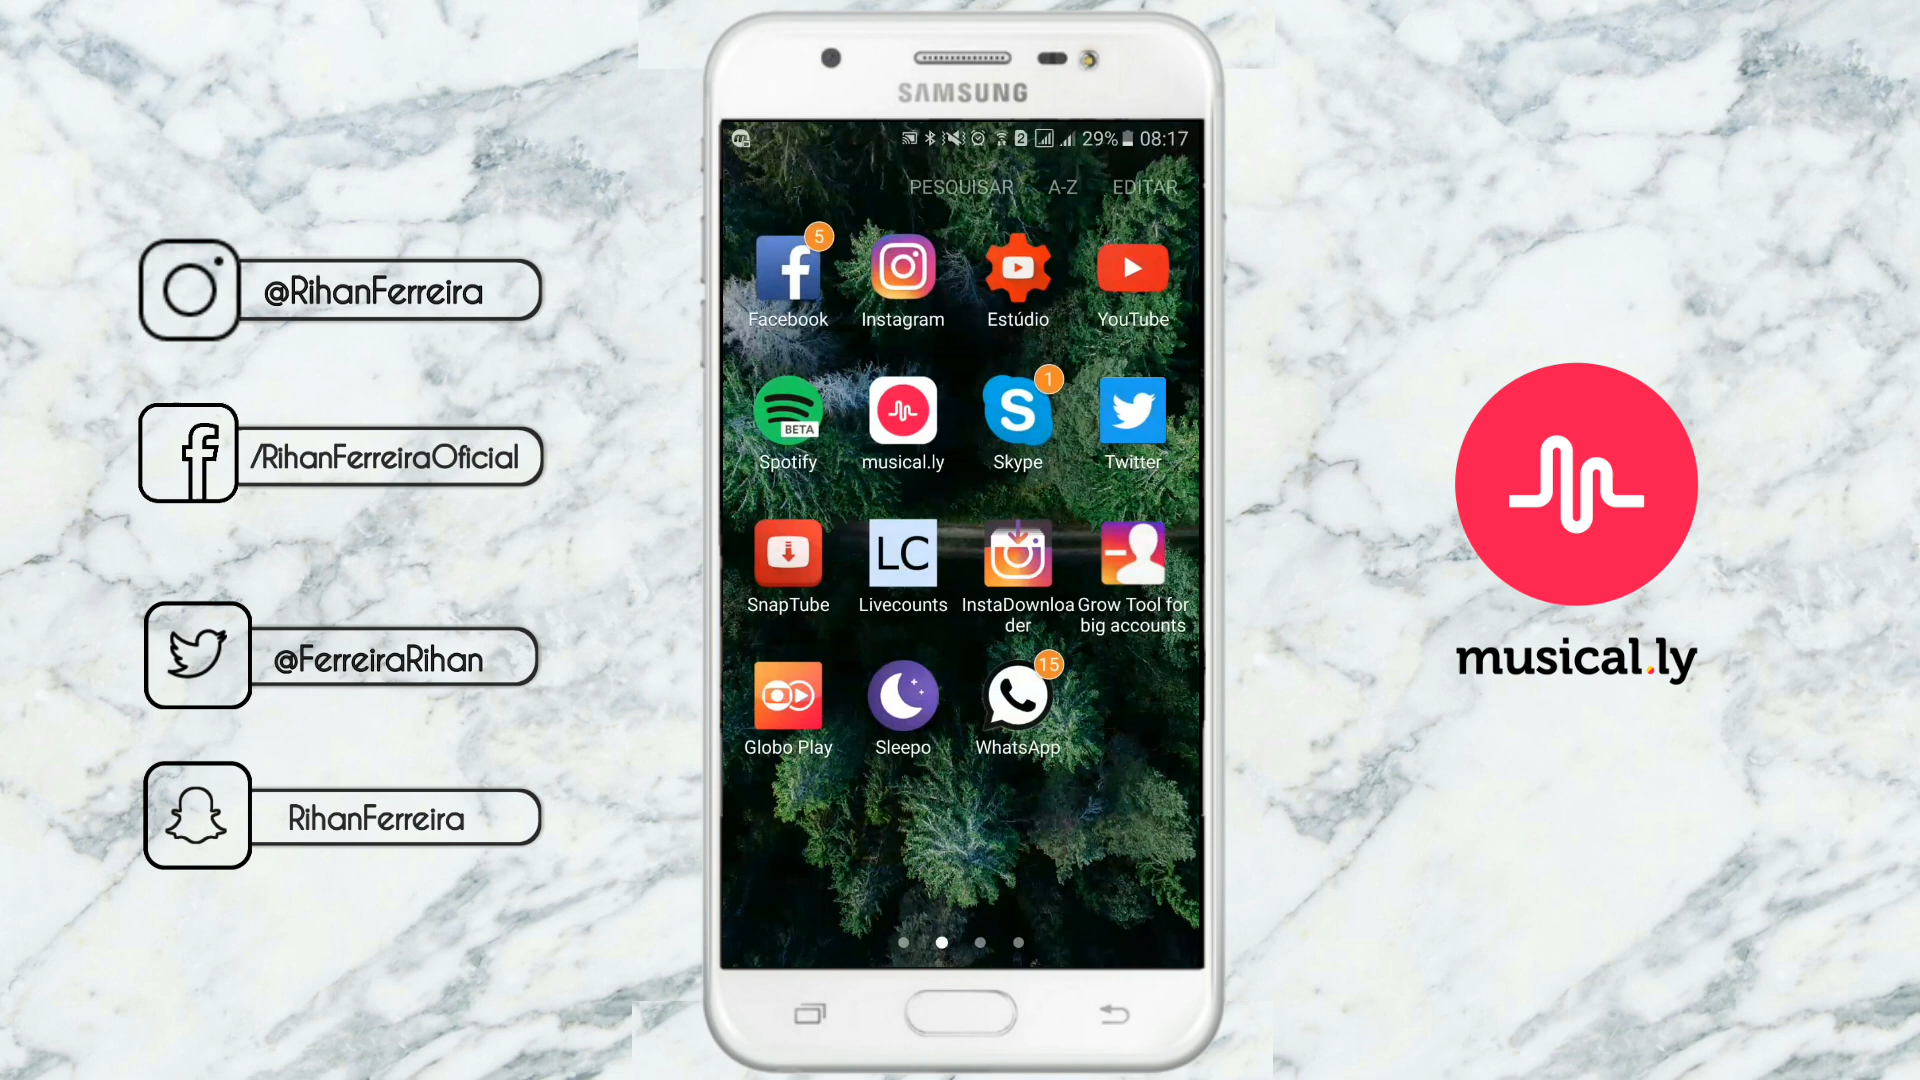 @RihanFerreira
/RihanFerreiraOficial
@FerreiraRihan
RihanFerreira
SAMSUNG
2 29% 08:17
PESQUISAR A-Z EDITAR
5
Facebook Instagram Estúdio YouTube
1
BETA
Spotify musical.ly Skype Twitter
LC
SnapTube Livecounts InstaDownloa Grow Tool for
der big accounts
15
Globo Play Sleepo WhatsApp
musical.ly